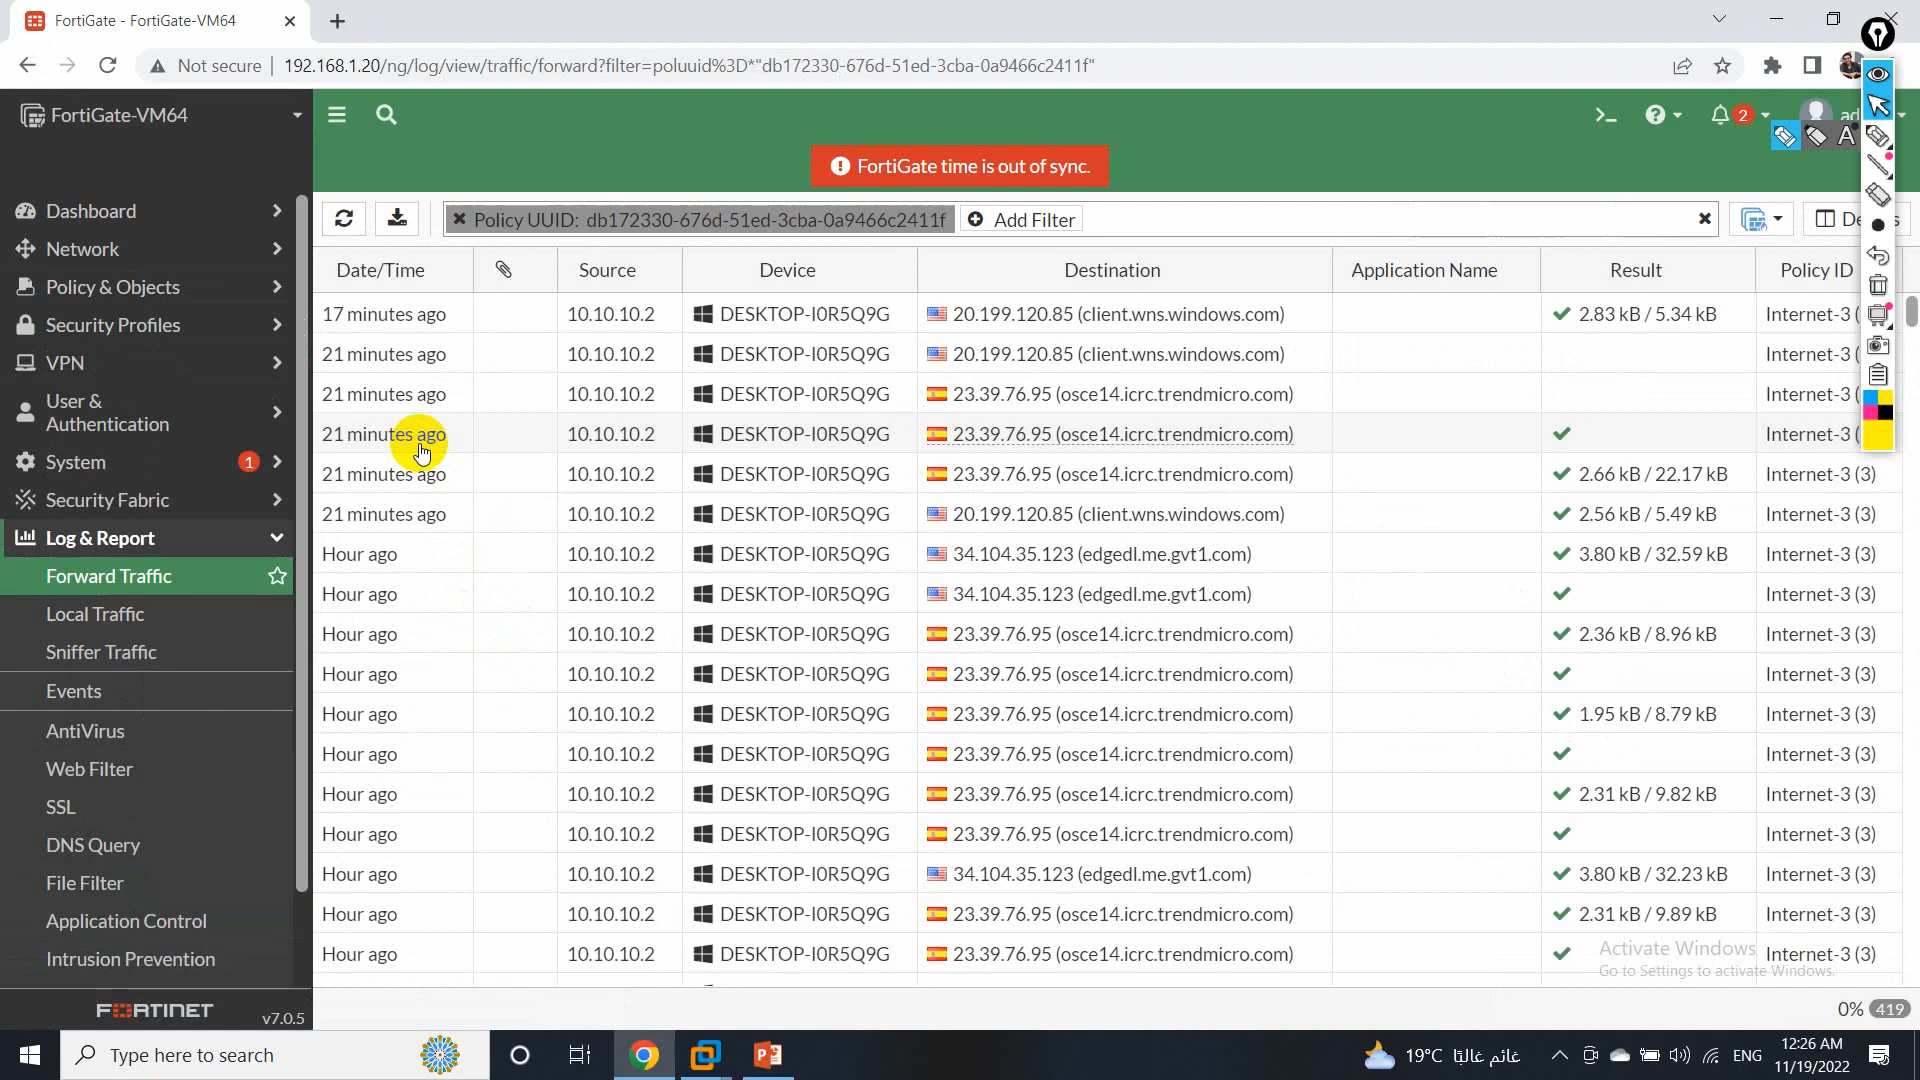 FortiGate - FortiGate-VM64
Not secure
192.168.1.20/ng/log/view/traffic/forward?filter=poluuid%3D*"db172330-676d-51ed-3cba-0a9466c2411f"
FortiGate-VM64
2
ad
FortiGate time is out of sync.
Dashboard
Network
Policy & Objects
Security Profiles
VPN
User &
Authentication
System 1
Security Fabric
Log & Report
Forward Traffic
Local Traffic
Sniffer Traffic
Events
AntiVirus
Web Filter
SSL
DNS Query
File Filter
Application Control
Intrusion Prevention
FORTINET v7.0.5
Policy UUID: db172330-676d-51ed-3cba-0a9466c2411f Add Filter
A
Date/Time Source Device Destination Application Name Result Policy ID
17 minutes ago 10.10.10.2 DESKTOP-I0R5Q9G 20.199.120.85 (client.wns.windows.com) 2.83 kB / 5.34 kB Internet-3 (
21 minutes ago 10.10.10.2 DESKTOP-I0R5Q9G 20.199.120.85 (client.wns.windows.com) Internet-3 (
21 minutes ago 10.10.10.2 DESKTOP-I0R5Q9G 23.39.76.95 (osce14.icrc.trendmicro.com) Internet-3 (
21 minutes ago 10.10.10.2 DESKTOP-I0R5Q9G 23.39.76.95 (osce14.icrc.trendmicro.com) Internet-3 (
21 minutes ago 10.10.10.2 DESKTOP-I0R5Q9G 23.39.76.95 (osce14.icrc.trendmicro.com) 2.66 kB / 22.17 kB Internet-3 (3)
21 minutes ago 10.10.10.2 DESKTOP-I0R5Q9G 20.199.120.85 (client.wns.windows.com) 2.56 kB / 5.49 kB Internet-3 (3)
Hour ago 10.10.10.2 DESKTOP-I0R5Q9G 34.104.35.123 (edgedl.me.gvt1.com) 3.80 kB / 32.59 kB Internet-3 (3)
Hour ago 10.10.10.2 DESKTOP-I0R5Q9G 34.104.35.123 (edgedl.me.gvt1.com) Internet-3 (3)
Hour ago 10.10.10.2 DESKTOP-I0R5Q9G 23.39.76.95 (osce14.icrc.trendmicro.com) 2.36 kB / 8.96 kB Internet-3 (3)
Hour ago 10.10.10.2 DESKTOP-I0R5Q9G 23.39.76.95 (osce14.icrc.trendmicro.com) Internet-3 (3)
Hour ago 10.10.10.2 DESKTOP-I0R5Q9G 23.39.76.95 (osce14.icrc.trendmicro.com) 1.95 kB / 8.79 kB Internet-3 (3)
Hour ago 10.10.10.2 DESKTOP-I0R5Q9G 23.39.76.95 (osce14.icrc.trendmicro.com) Internet-3 (3)
Hour ago 10.10.10.2 DESKTOP-I0R5Q9G 23.39.76.95 (osce14.icrc.trendmicro.com) 2.31 kB / 9.82 kB Internet-3 (3)
Hour ago 10.10.10.2 DESKTOP-I0R5Q9G 23.39.76.95 (osce14.icrc.trendmicro.com) Internet-3 (3)
Hour ago 10.10.10.2 DESKTOP-I0R5Q9G 34.104.35.123 (edgedl.me.gvt1.com) 3.80 kB / 32.23 kB Internet-3 (3)
Hour ago 10.10.10.2 DESKTOP-I0R5Q9G 23.39.76.95 (osce14.icrc.trendmicro.com) 2.31 kB / 9.89 kB Internet-3 (3)
Hour ago 10.10.10.2 DESKTOP-I0R5Q9G 23.39.76.95 (osce14.icrc.trendmicro.com) Internet-3 (3)
Activate Windows
Go to Settings to activate Windows.
0% 419
Type here to search
19°C غائم غالبًا
ENG
12:26 AM
11/19/2022